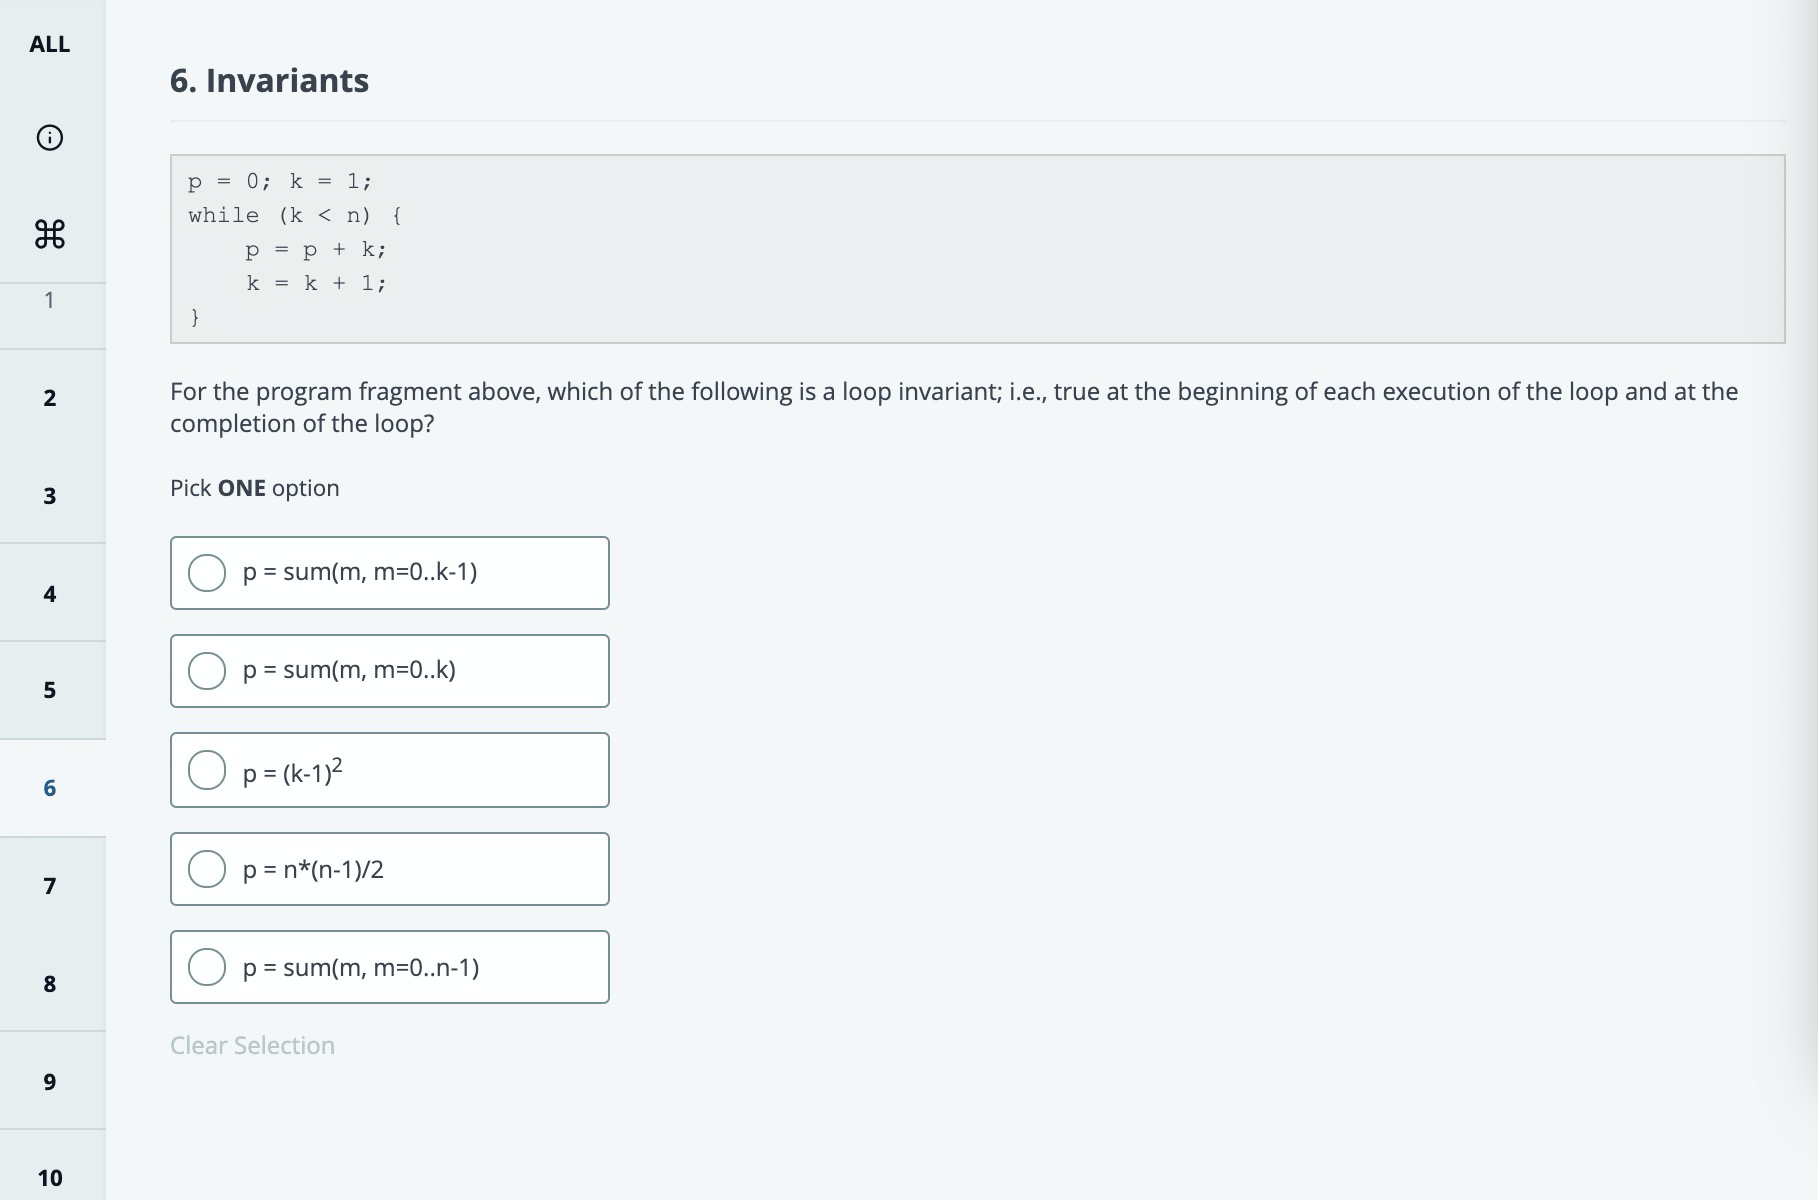 ALL
1
2
3
4
5
6
7
8
9
10
6. Invariants
p = 0; k = 1;
while (k < n) {
    p = p + k;
    k = k + 1;
}
For the program fragment above, which of the following is a loop invariant; i.e., true at the beginning of each execution of the loop and at the
completion of the loop?
Pick ONE option
p = sum(m, m=0..k-1)
p = sum(m, m=0..k)
p = (k-1)²
p = n*(n-1)/2
p = sum(m, m=0..n-1)
Clear Selection